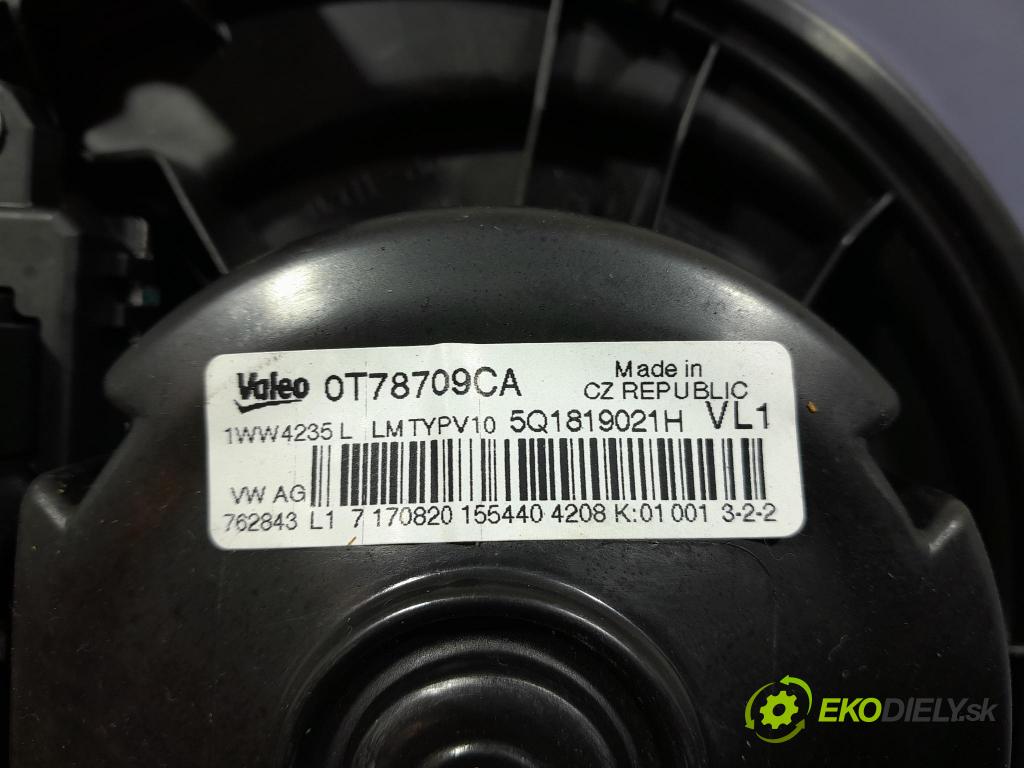 Valeo 0T78709CA Made in
CZ REPUBLIC
1WW4235 L LM TYPV10 5Q1819021H VL1
VW AG
762843 L1 7 170820 155440 4208 K:01 001 3-2-2
EKODIELY.sk